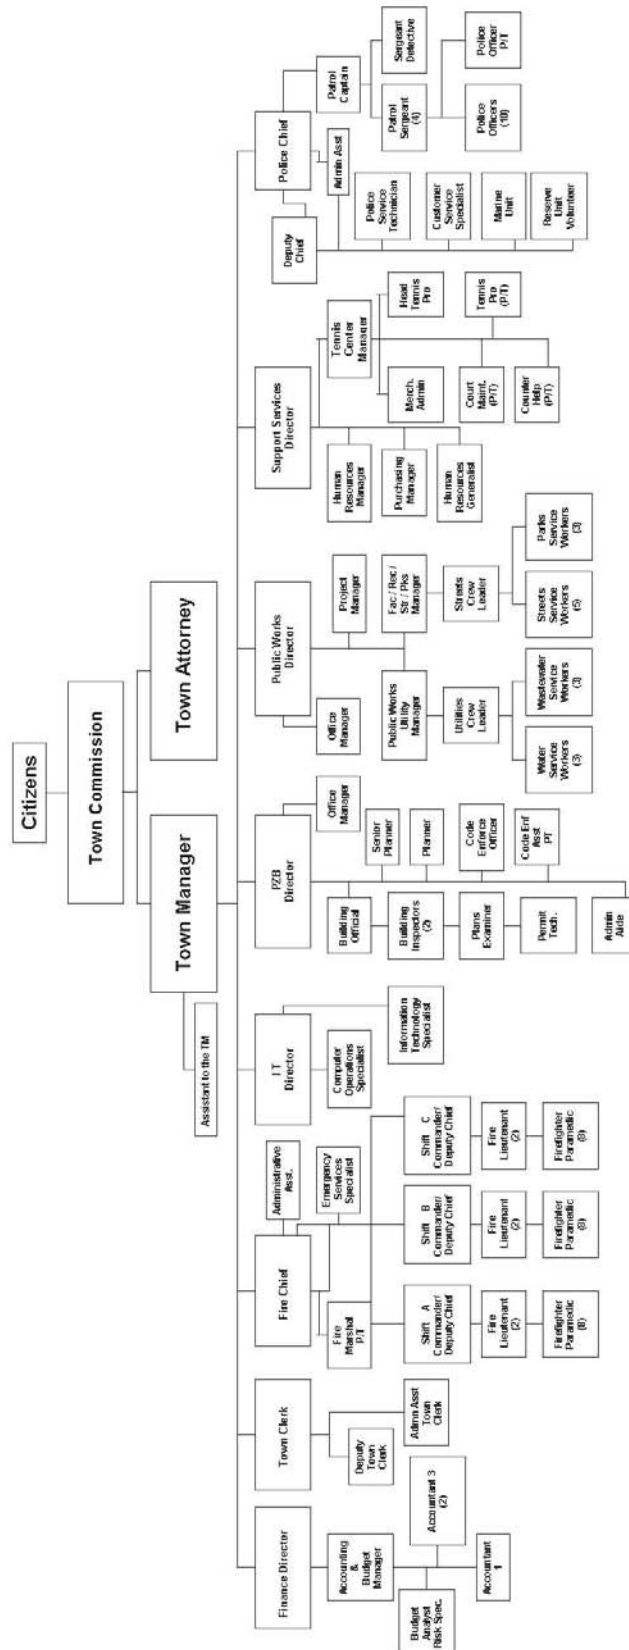 Citizens
Town Commission
Town Manager
Town Attorney
Assistant to the TM
Finance Director
Town Clerk
Fire Chief
I T
Director
PZB
Director
Public Works
Director
Support Services
Director
Police Chief
Accounting
&
Budget
Manager
Budget
Analyst
Risk Spec.
Accountant 3
(2)
Accountant
1
Deputy
Town
Clerk
Admn Asst
Town
Clerk
Administrative
Asst.
Emergency
Services
Specialist
Fire
Marshal
P/T
Shift A
Commander/
Deputy Chief
Shift B
Commander/
Deputy Chief
Shift C
Commander/
Deputy Chief
Fire
Lieutenant
(2)
Fire
Lieutenant
(2)
Fire
Lieutenant
(2)
Firefighter
Paramedic
(8)
Firefighter
Paramedic
(8)
Firefighter
Paramedic
(8)
Computer
Operations
Specialist
Information
Technology
Specialist
Office
Manager
Building
Official
Senior
Planner
Building
Inspectors
(2)
Planner
Plans
Examiner
Code
Enforce
Officer
Permit
Tech.
Code Enf
Asst
PT
Admin
Aide
Office
Manager
Project
Manager
Public Works
Utility
Manager
Fac / Rec /
Str / Pks
Manager
Utilities
Crew
Leader
Streets
Crew
Leader
Water
Service
Workers
(3)
Wastewater
Service
Workers
(3)
Streets
Service
Workers
(5)
Parks
Service
Workers
(3)
Human
Resources
Manager
Tennis
Center
Manager
Purchasing
Manager
Merch.
Admin
Head
Tennis
Pro
Human
Resources
Generalist
Court
Maint.
(P/T)
Tennis
Pro
(P/T)
Counter
Help
(P/T)
Deputy
Chief
Admin Asst
Patrol
Captain
Police
Service
Technician
Patrol
Sergeant
(4)
Sergeant
Detective
Customer
Service
Specialist
Police
Officers
(10)
Police
Officer
P/T
Marine
Unit
Reserve
Unit
Volunteer